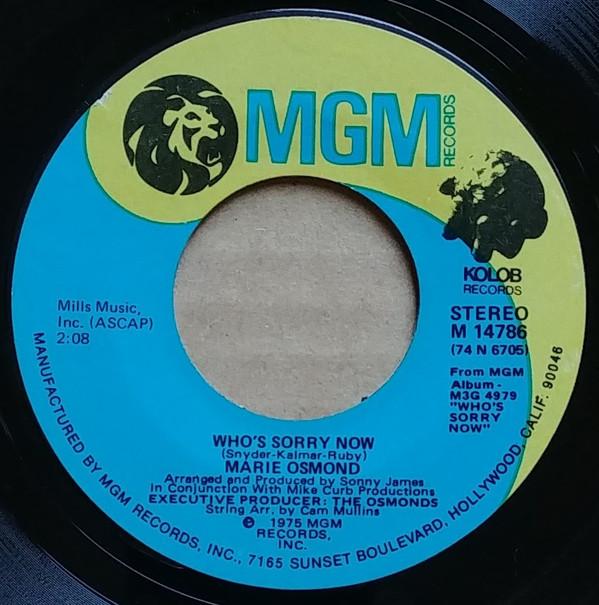 MGM
RECORDS
KOLOB
RECORDS
STEREO
M 14786
(74 N 6705)
From MGM
Album -
M3G 4979
"WHO'S
SORRY
NOW"
Mills Music,
Inc. (ASCAP)
2:08
WHO'S SORRY NOW
(Snyder-Kalmar-Ruby)
MARIE OSMOND
Arranged and Produced by Sonny James
In Conjunction With Mike Curb Productions
EXECUTIVE PRODUCER: THE OSMONDS
String Arr. by Cam Mullins
℗ 1975 MGM
RECORDS,
INC.
MANUFACTURED BY MGM RECORDS, INC., 7165 SUNSET BOULEVARD, HOLLYWOOD, CALIF. 90046